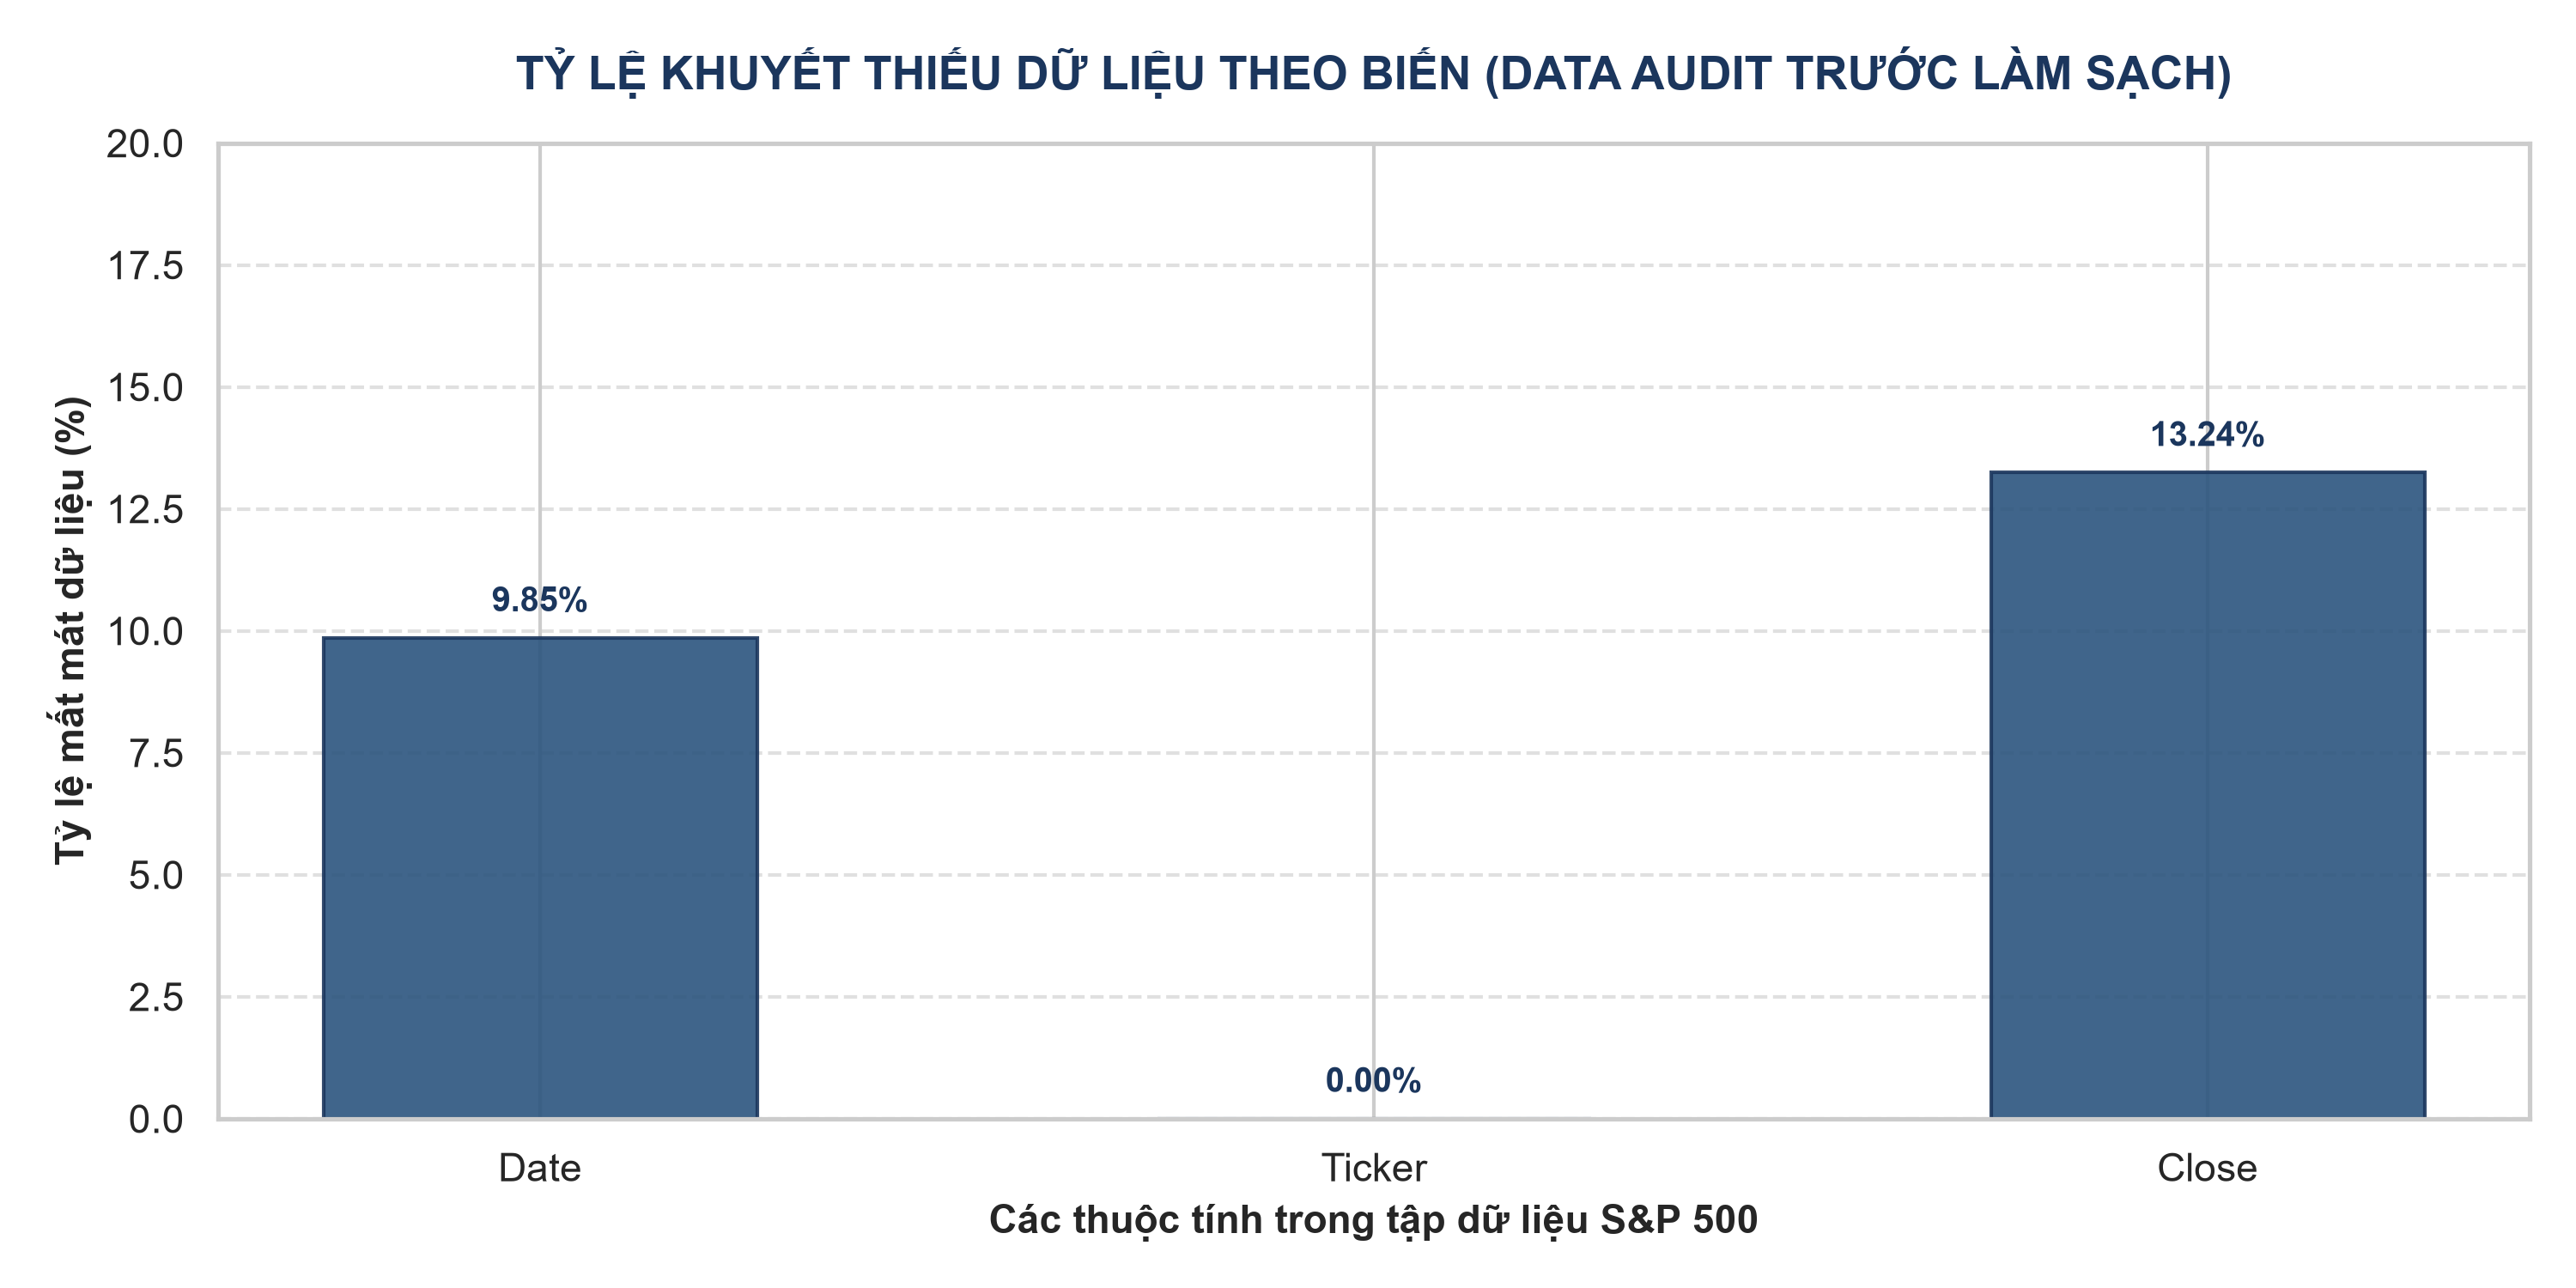 TỶ LỆ KHUYẾT THIẾU DỮ LIỆU THEO BIẾN (DATA AUDIT TRƯỚC LÀM SẠCH)
Tỷ lệ mất mát dữ liệu (%)
20.0
17.5
15.0
12.5
10.0
7.5
5.0
2.5
0.0
9.85%
0.00%
13.24%
Date
Ticker
Close
Các thuộc tính trong tập dữ liệu S&P 500